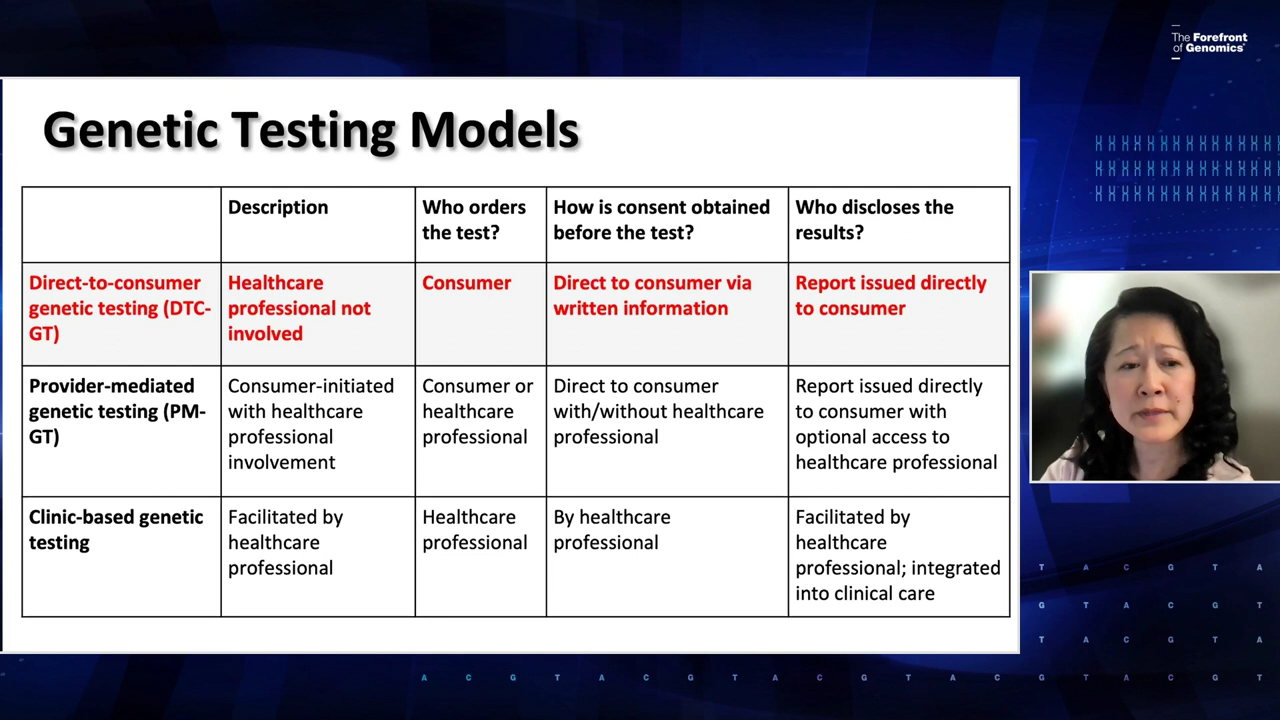 The Forefront
of Genomics®
Genetic Testing Models
Description
Who orders
the test?
How is consent obtained
before the test?
Who discloses the
results?
Direct-to-consumer
genetic testing (DTC-
GT)
Healthcare
professional not
involved
Consumer
Direct to consumer via
written information
Report issued directly
to consumer
Provider-mediated
genetic testing (PM-
GT)
Consumer-initiated
with healthcare
professional
involvement
Consumer or
healthcare
professional
Direct to consumer
with/without healthcare
professional
Report issued directly
to consumer with
optional access to
healthcare professional
Clinic-based genetic
testing
Facilitated by
healthcare
professional
Healthcare
professional
By healthcare
professional
Facilitated by
healthcare
professional; integrated
into clinical care
T A C G T A
G T A C G T
T A C G T A
A C G T A C G T A C G T A C G T A C G T